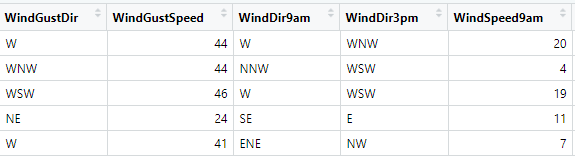 WindGustDir WindGustSpeed WindDir9am WindDir3pm WindSpeed9am
W 44 W WNW 20
WNW 44 NNW WSW 4
WSW 46 W WSW 19
NE 24 SE E 11
W 41 ENE NW 7